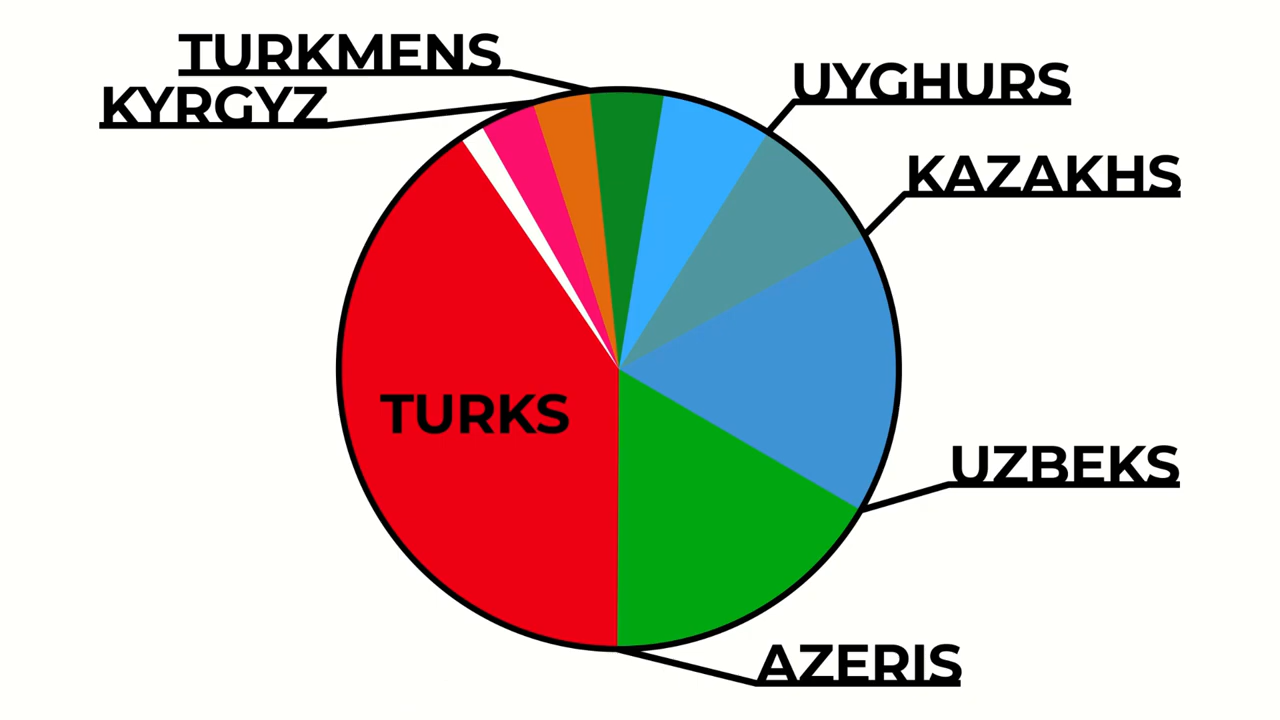 TURKMENS
KYRGYZ
UYGHURS
KAZAKHS
TURKS
UZBEKS
AZERIS